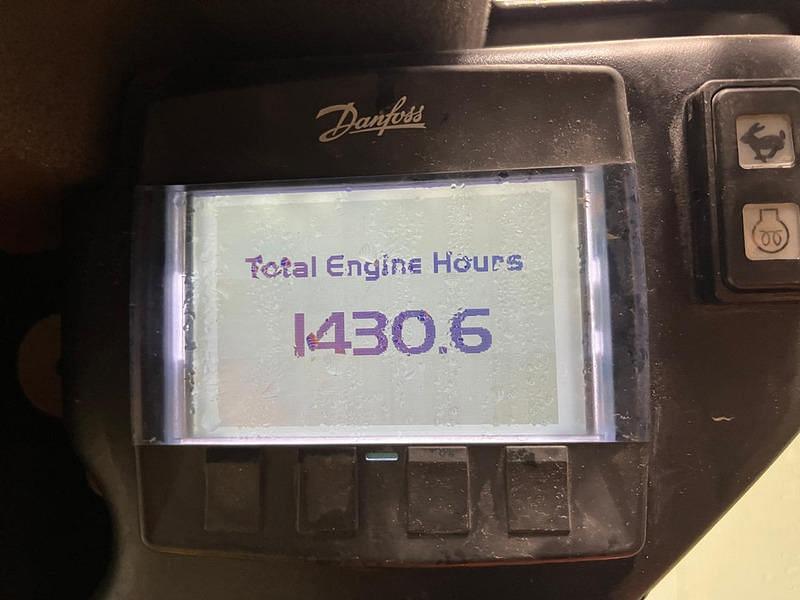 Danfoss
Total Engine Hours
1430.6